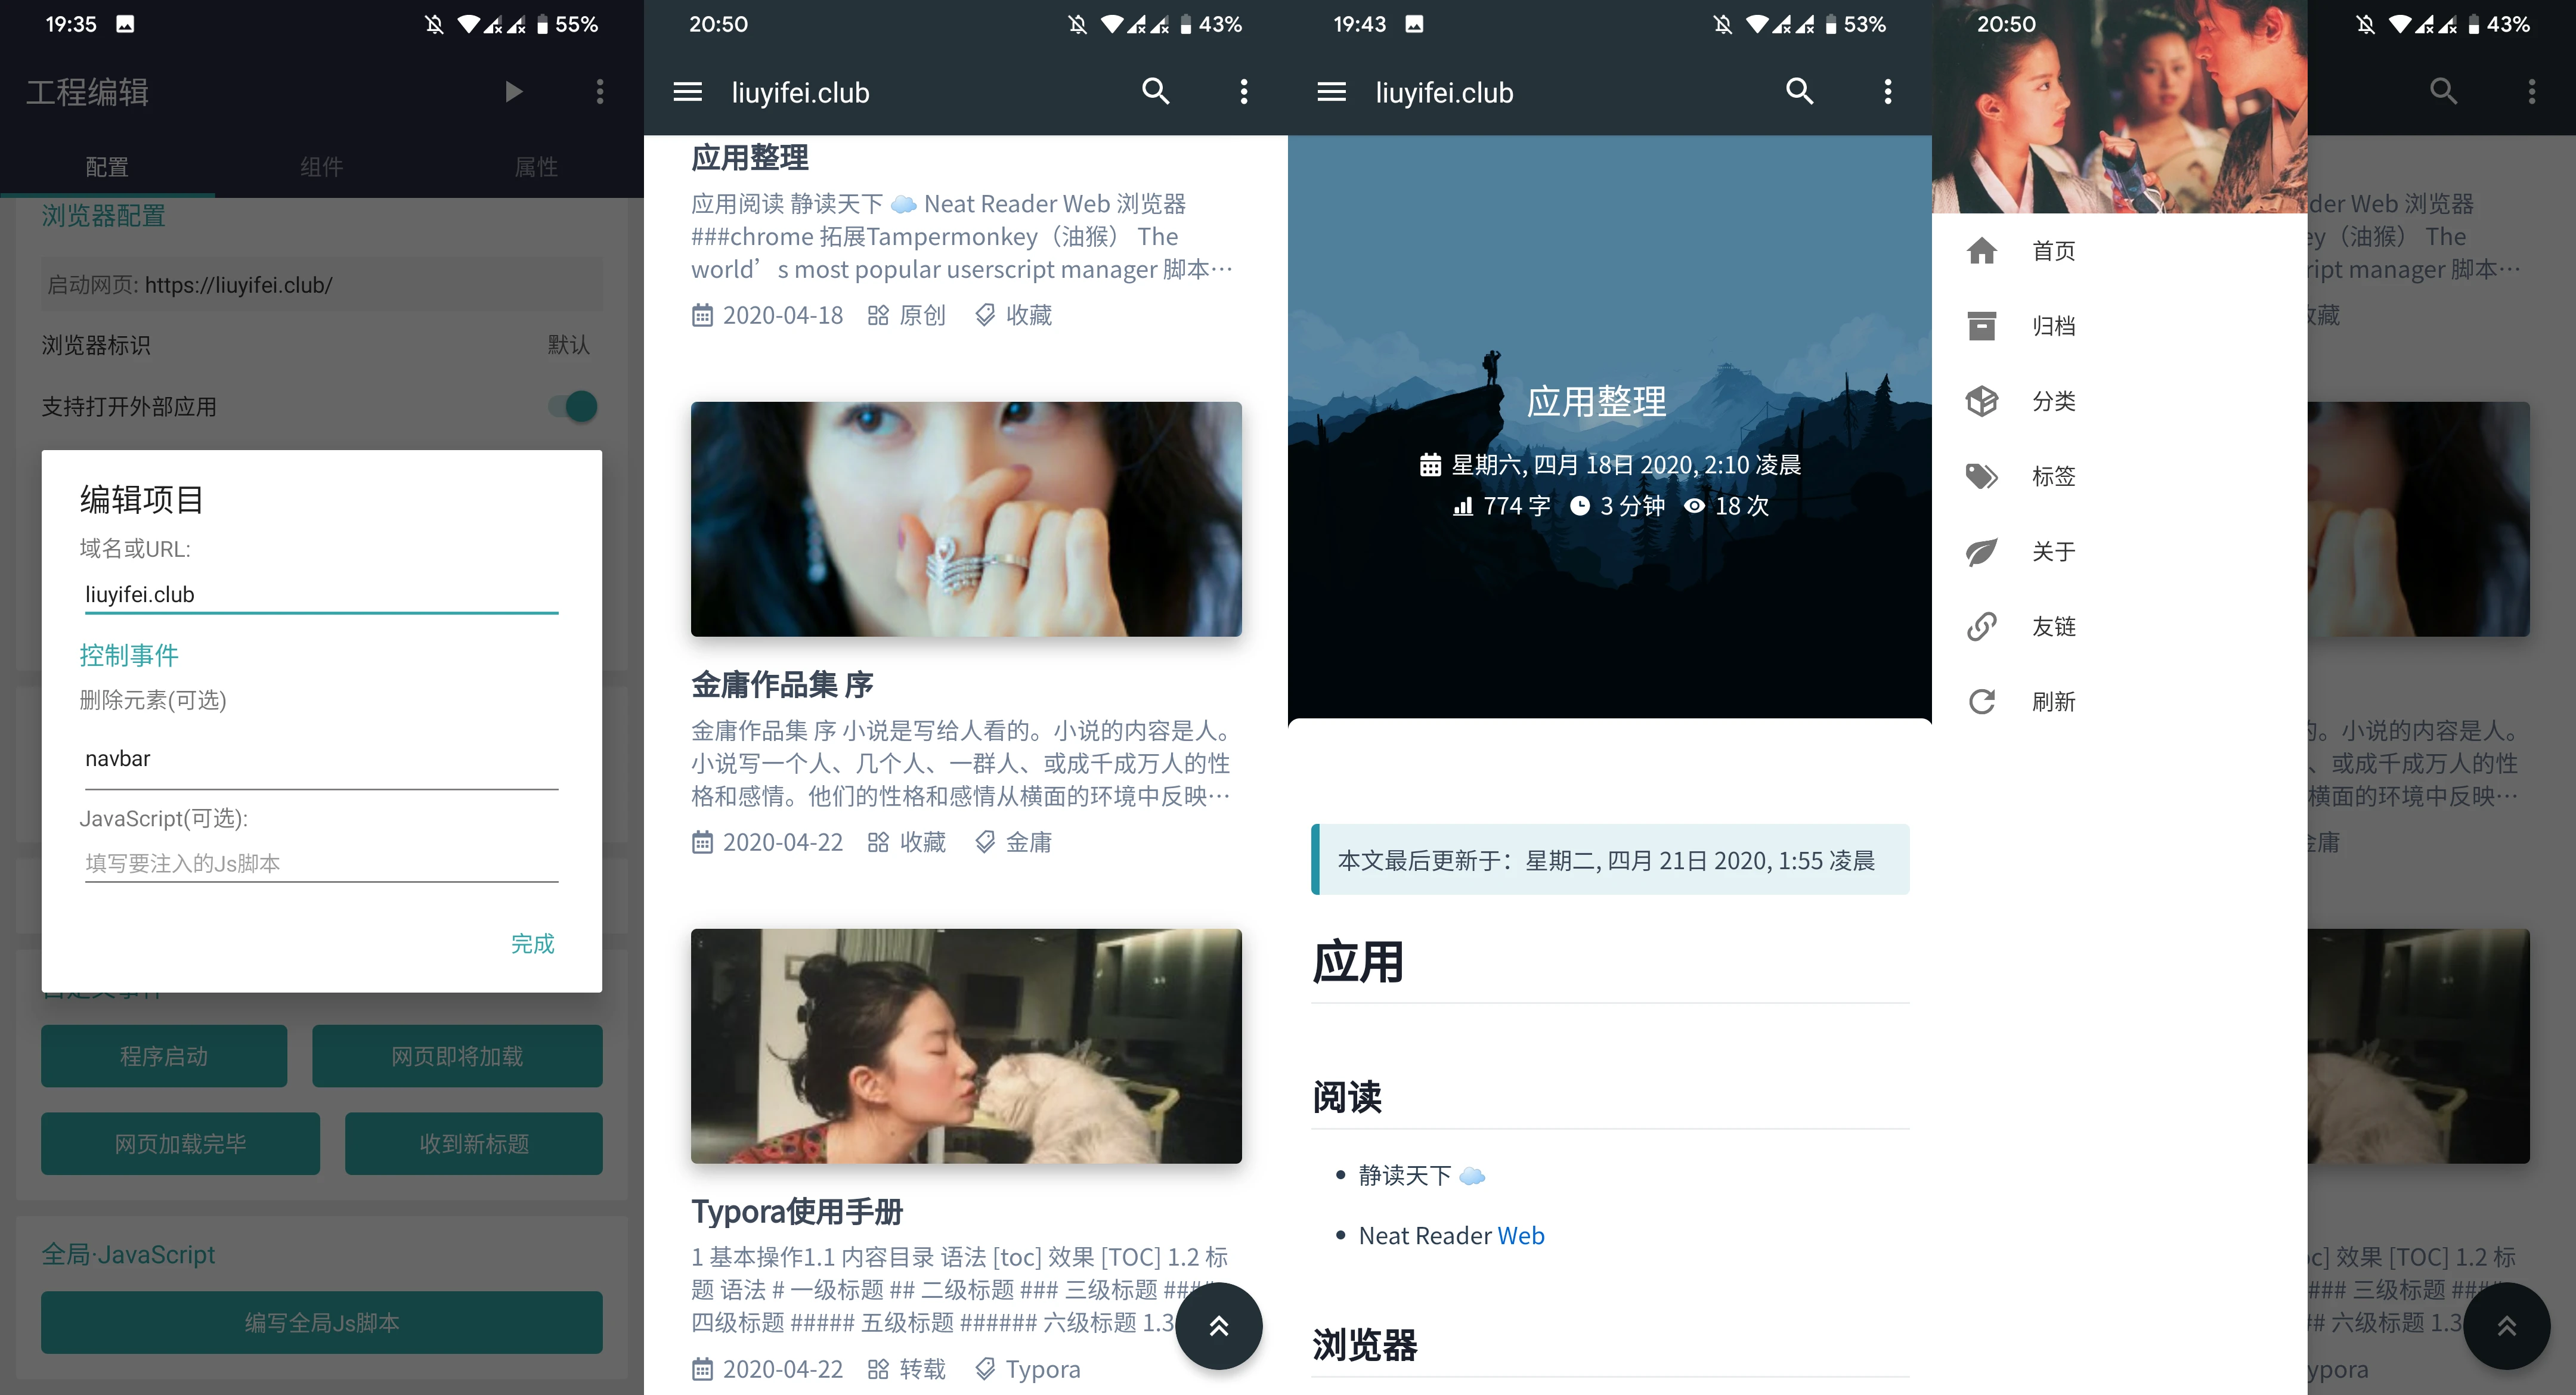 19:35
55%
工程编辑
配置
组件
属性
浏览器配置
启动网页: https://liuyifei.club/
浏览器标识
默认
支持打开外部应用
编辑项目
域名或URL:
liuyifei.club
控制事件
删除元素(可选)
navbar
JavaScript(可选):
填写要注入的Js脚本
完成
程序启动
网页即将加载
网页加载完毕
收到新标题
全局·JavaScript
编写全局Js脚本
20:50
43%
liuyifei.club
应用整理
应用阅读 静读天下 ☁️ Neat Reader Web 浏览器
###chrome 拓展Tampermonkey（油猴） The
world’s most popular userscript manager 脚本…
2020-04-18 原创 收藏
金庸作品集 序
金庸作品集 序 小说是写给人看的。小说的内容是人。
小说写一个人、几个人、一群人、或成千成万人的性
格和感情。他们的性格和感情从横面的环境中反映…
2020-04-22 收藏 金庸
Typora使用手册
1 基本操作1.1 内容目录 语法 [toc] 效果 [TOC] 1.2 标
题 语法 # 一级标题 ## 二级标题 ### 三级标题 ####
四级标题 ##### 五级标题 ###### 六级标题 1.3
2020-04-22 转载 Typora
19:43
53%
liuyifei.club
应用整理
星期六, 四月 18日 2020, 2:10 凌晨
774 字 3 分钟 18 次
本文最后更新于：星期二, 四月 21日 2020, 1:55 凌晨
应用
阅读
静读天下 ☁️
Neat Reader Web
浏览器
20:50
43%
首页
归档
分类
标签
关于
友链
刷新
der Web 浏览器
ey（油猴） The
ript manager 脚本…
收藏
的。小说的内容是人。
、或成千成万人的性
横面的环境中反映…
金庸
oc] 效果 [TOC] 1.2 标
### 三级标题 ####
## 六级标题 1.3
ypora